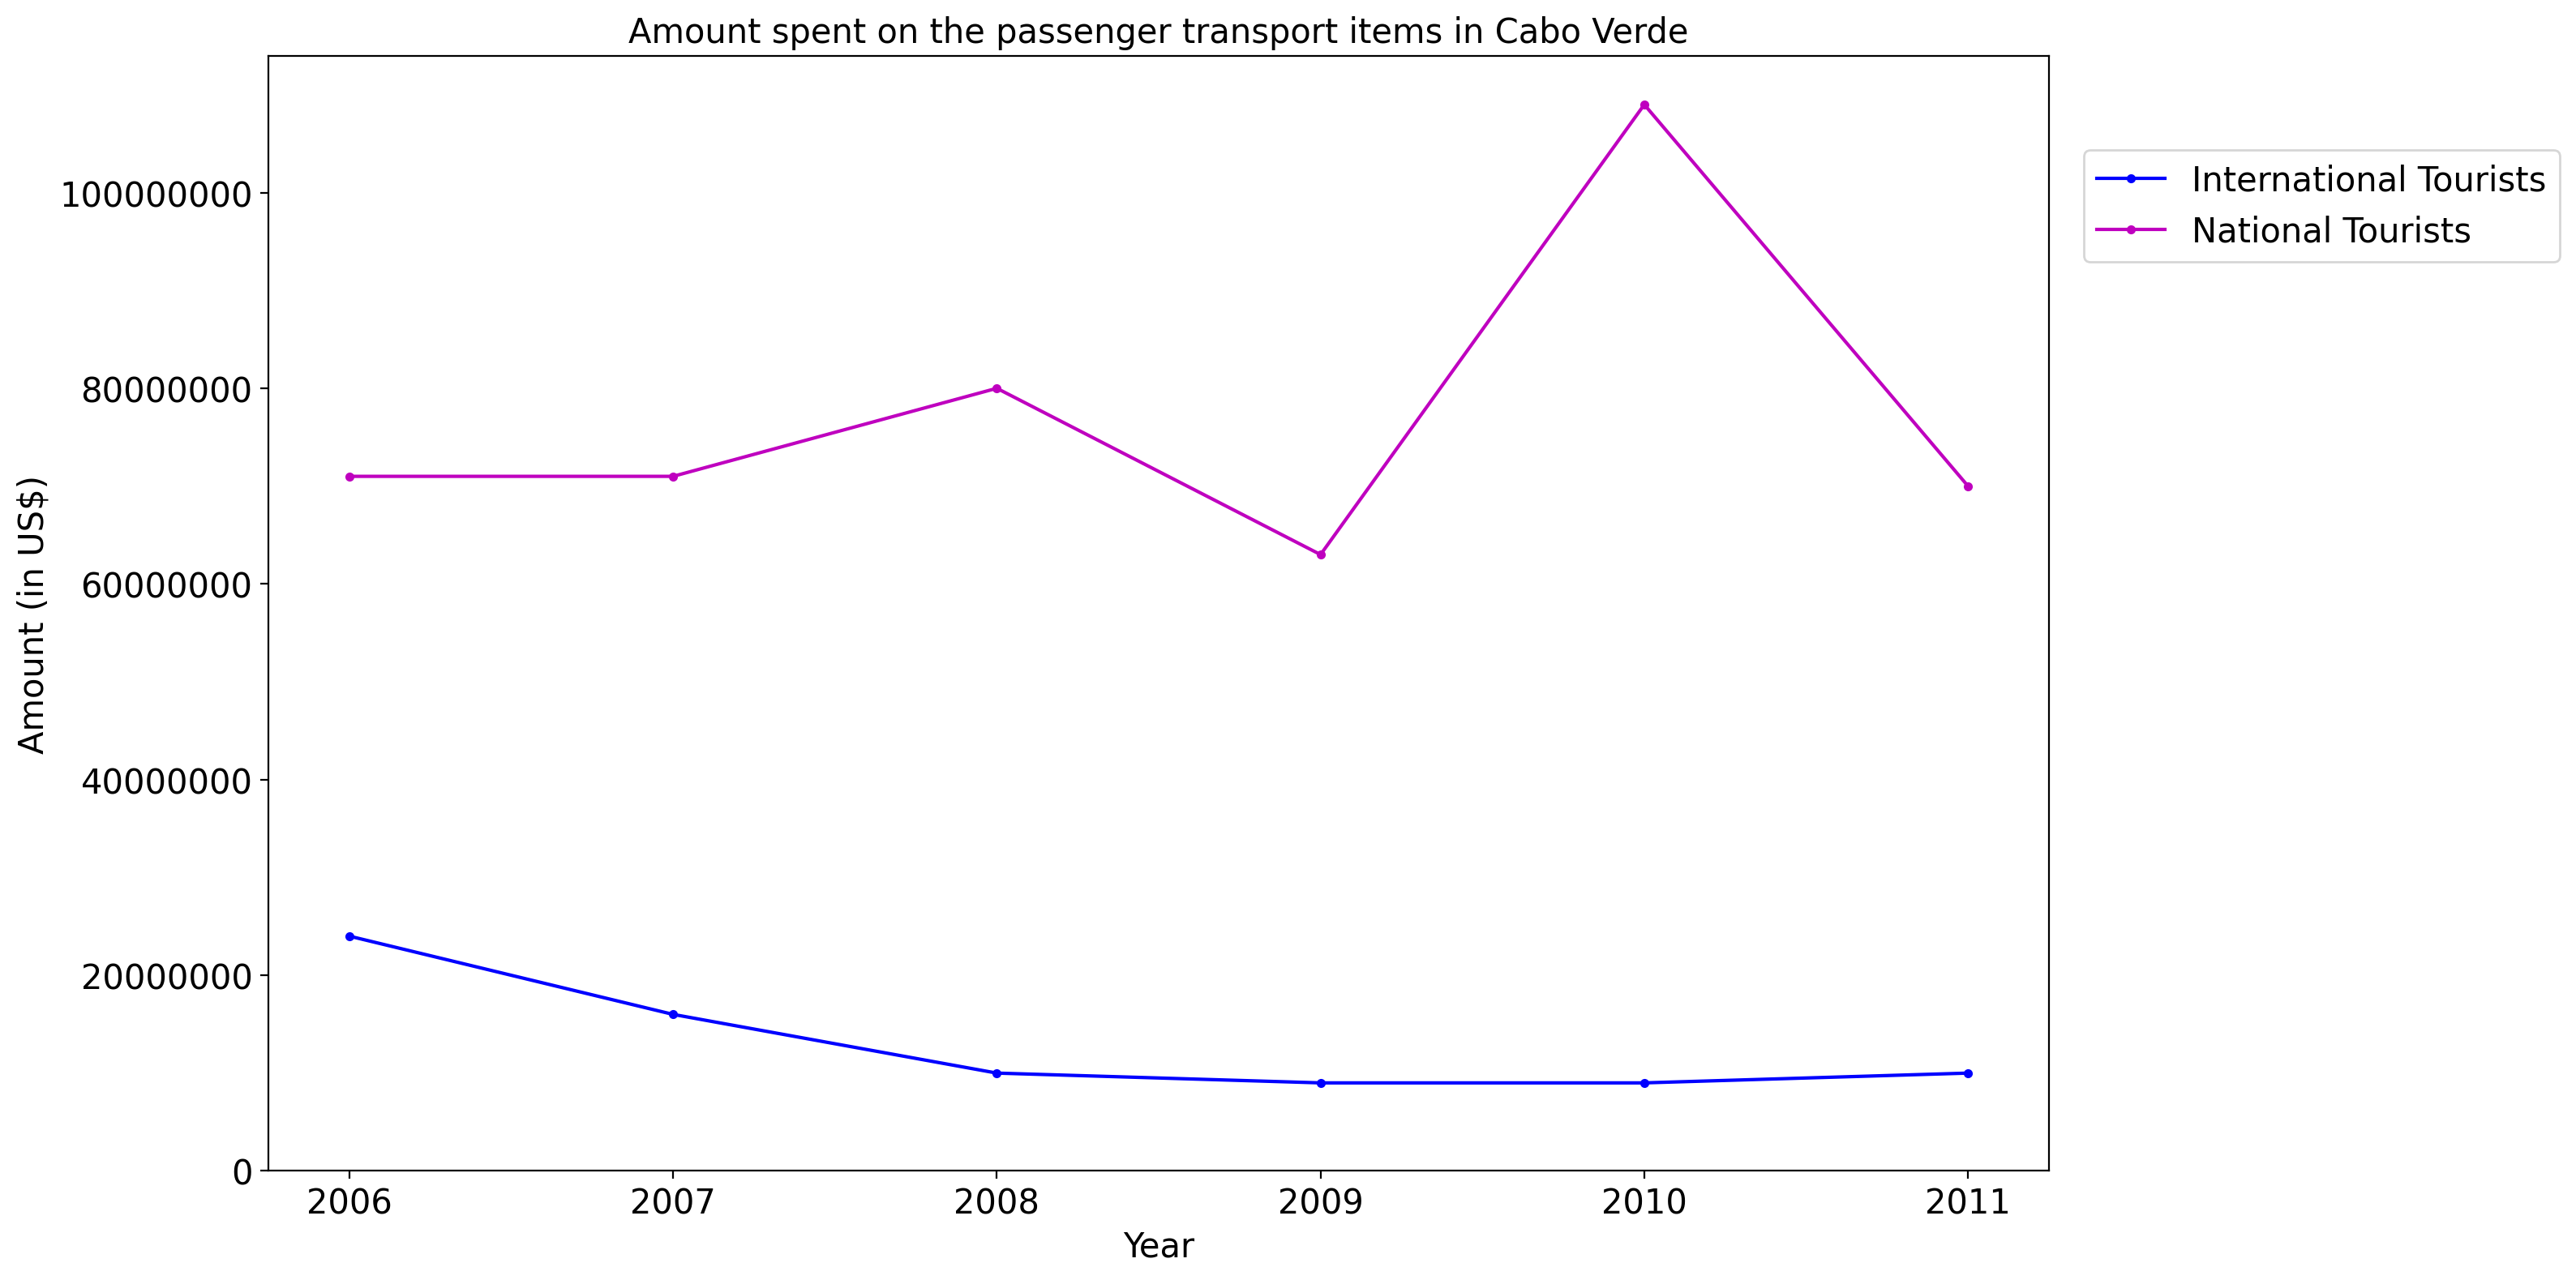 Amount spent on the passenger transport items in Cabo Verde
Amount (in US$)
100000000
80000000
60000000
40000000
20000000
0
2006 2007 2008 2009 2010 2011
Year
International Tourists
National Tourists